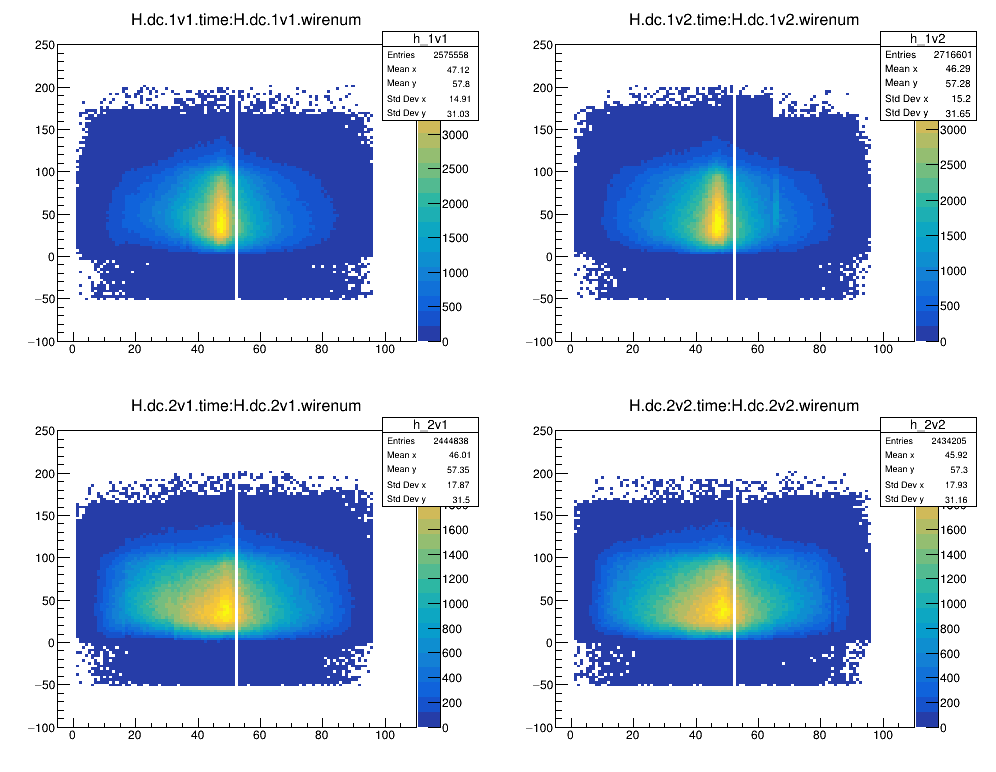 H.dc.1v1.time:H.dc.1v1.wirenum
h_1v1
Entries 2575558
Mean x 47.12
Mean y 57.8
Std Dev x 14.91
Std Dev y 31.03
250
200
150
100
50
0
−50
−100
0 20 40 60 80 100
3000
2500
2000
1500
1000
500
0
H.dc.1v2.time:H.dc.1v2.wirenum
h_1v2
Entries 2716601
Mean x 46.29
Mean y 57.28
Std Dev x 15.2
Std Dev y 31.65
250
200
150
100
50
0
−50
−100
0 20 40 60 80 100
3000
2500
2000
1500
1000
500
0
H.dc.2v1.time:H.dc.2v1.wirenum
h_2v1
Entries 2444838
Mean x 46.01
Mean y 57.35
Std Dev x 17.87
Std Dev y 31.5
250
200
150
100
50
0
−50
−100
0 20 40 60 80 100
1600
1400
1200
1000
800
600
400
200
0
H.dc.2v2.time:H.dc.2v2.wirenum
h_2v2
Entries 2434205
Mean x 45.92
Mean y 57.3
Std Dev x 17.93
Std Dev y 31.16
250
200
150
100
50
0
−50
−100
0 20 40 60 80 100
1600
1400
1200
1000
800
600
400
200
0